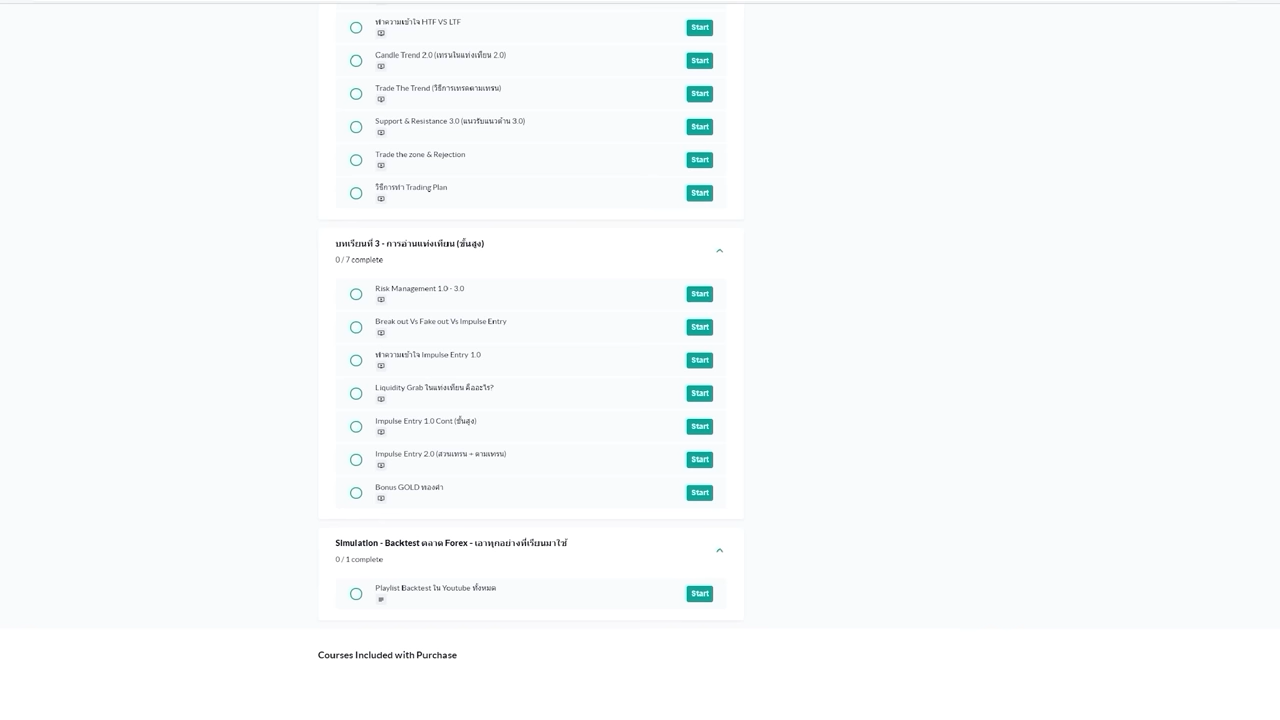 ทำความเข้าใจ HTF VS LTF
Start
Candle Trend 2.0 (เทรนในแท่งเทียน 2.0)
Start
Trade The Trend (วิธีการเทรดตามเทรน)
Start
Support & Resistance 3.0 (แนวรับแนวต้าน 3.0)
Start
Trade the zone & Rejection
Start
วิธีการทำ Trading Plan
Start
บทเรียนที่ 3 - การอ่านแท่งเทียน (ขั้นสูง)
0 / 7 complete
Risk Management 1.0 - 3.0
Start
Break out Vs Fake out Vs Impulse Entry
Start
ทำความเข้าใจ Impulse Entry 1.0
Start
Liquidity Grab ในแท่งเทียน คืออะไร?
Start
Impulse Entry 1.0 Cont (ขั้นสูง)
Start
Impulse Entry 2.0 (สวนเทรน + ตามเทรน)
Start
Bonus GOLD ทองคำ
Start
Simulation - Backtest ตลาด Forex - เอาทุกอย่างที่เรียนมาใช้
0 / 1 complete
Playlist Backtest ใน Youtube ทั้งหมด
Start
Courses Included with Purchase